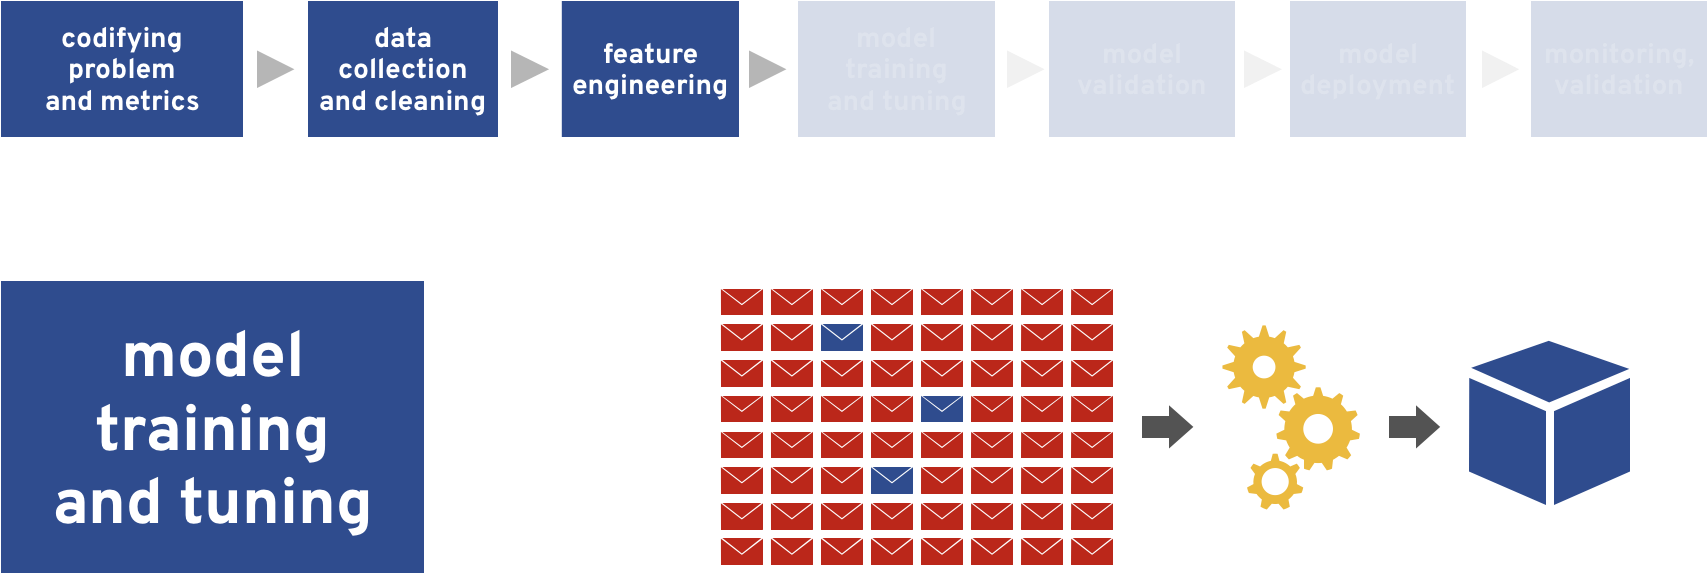 codifying
problem
and metrics
data
collection
and cleaning
feature
engineering
model
training
and tuning
model
validation
model
deployment
monitoring,
validation
model
training
and tuning